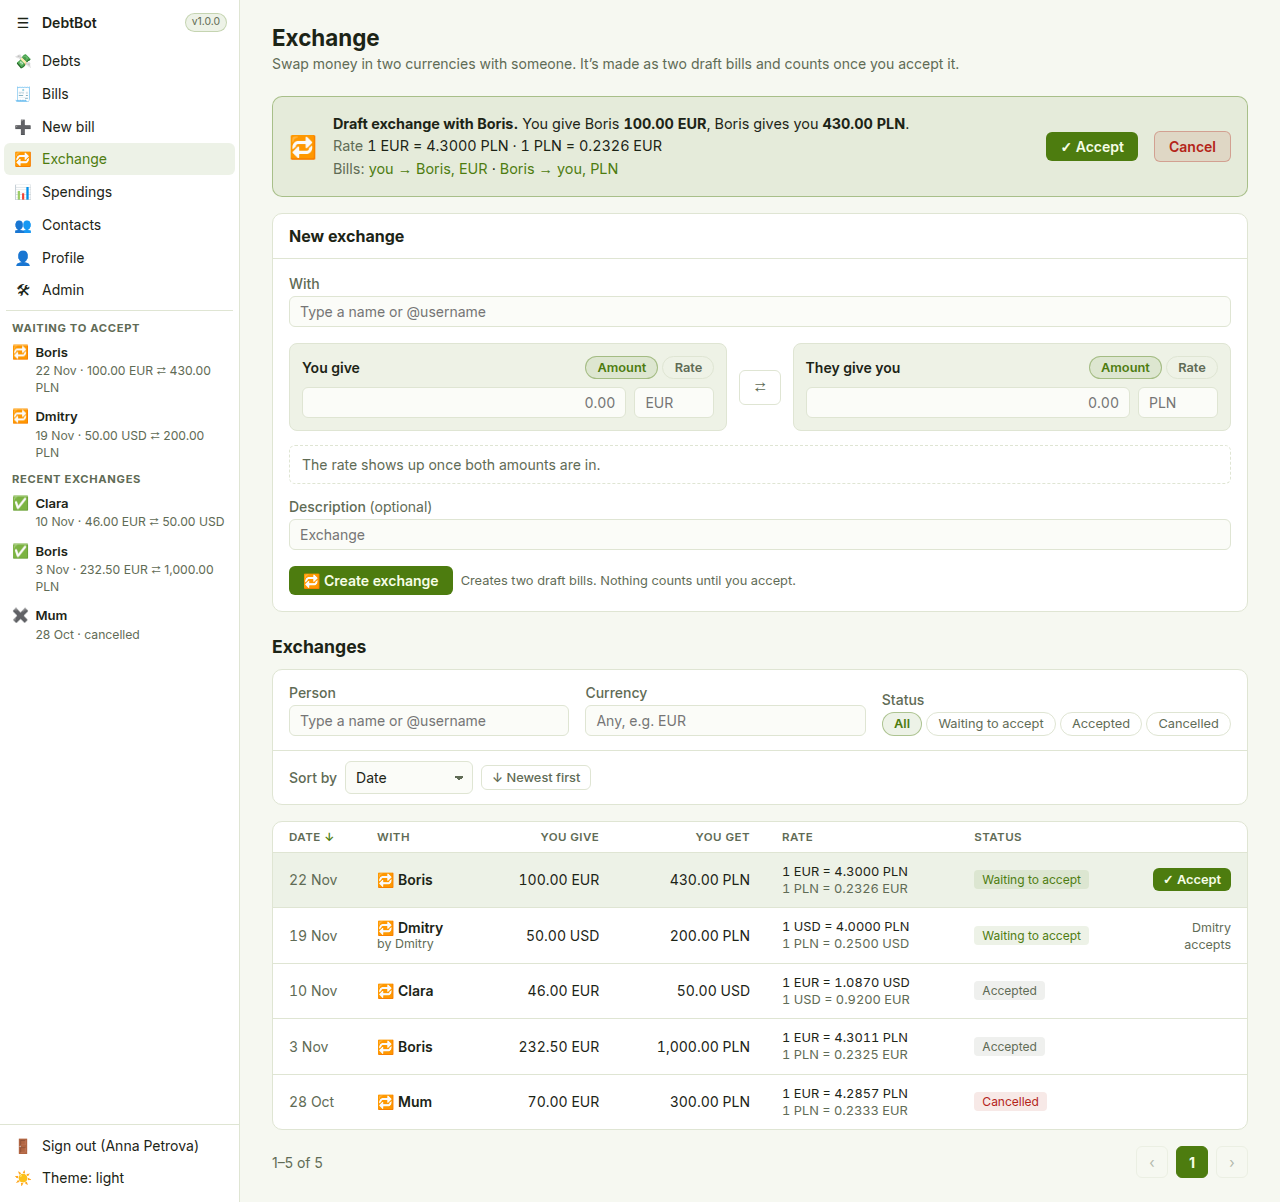 ☰ DebtBot v1.0.0
Debts
Bills
New bill
Exchange
Spendings
Contacts
Profile
Admin
WAITING TO ACCEPT
Boris
22 Nov · 100.00 EUR ⇄ 430.00
PLN
Dmitry
19 Nov · 50.00 USD ⇄ 200.00
PLN
RECENT EXCHANGES
Clara
10 Nov · 46.00 EUR ⇄ 50.00 USD
Boris
3 Nov · 232.50 EUR ⇄ 1,000.00
PLN
Mum
28 Oct · cancelled
Sign out (Anna Petrova)
Theme: light
Exchange
Swap money in two currencies with someone. It’s made as two draft bills and counts once you accept it.
Draft exchange with Boris. You give Boris 100.00 EUR, Boris gives you 430.00 PLN.
Rate 1 EUR = 4.3000 PLN · 1 PLN = 0.2326 EUR
Bills: you → Boris, EUR · Boris → you, PLN
✓ Accept
Cancel
New exchange
With
Type a name or @username
You give Amount Rate
0.00 EUR
⇄
They give you Amount Rate
0.00 PLN
The rate shows up once both amounts are in.
Description (optional)
Exchange
Create exchange Creates two draft bills. Nothing counts until you accept.
Exchanges
Person
Type a name or @username
Currency
Any, e.g. EUR
Status
All Waiting to accept Accepted Cancelled
Sort by Date ↓ Newest first
DATE ↓ WITH YOU GIVE YOU GET RATE STATUS
22 Nov Boris 100.00 EUR 430.00 PLN 1 EUR = 4.3000 PLN Waiting to accept ✓ Accept
1 PLN = 0.2326 EUR
19 Nov Dmitry 50.00 USD 200.00 PLN 1 USD = 4.0000 PLN Waiting to accept Dmitry
by Dmitry 1 PLN = 0.2500 USD accepts
10 Nov Clara 46.00 EUR 50.00 USD 1 EUR = 1.0870 USD Accepted
1 USD = 0.9200 EUR
3 Nov Boris 232.50 EUR 1,000.00 PLN 1 EUR = 4.3011 PLN Accepted
1 PLN = 0.2325 EUR
28 Oct Mum 70.00 EUR 300.00 PLN 1 EUR = 4.2857 PLN Cancelled
1 PLN = 0.2333 EUR
1–5 of 5 ‹ 1 ›